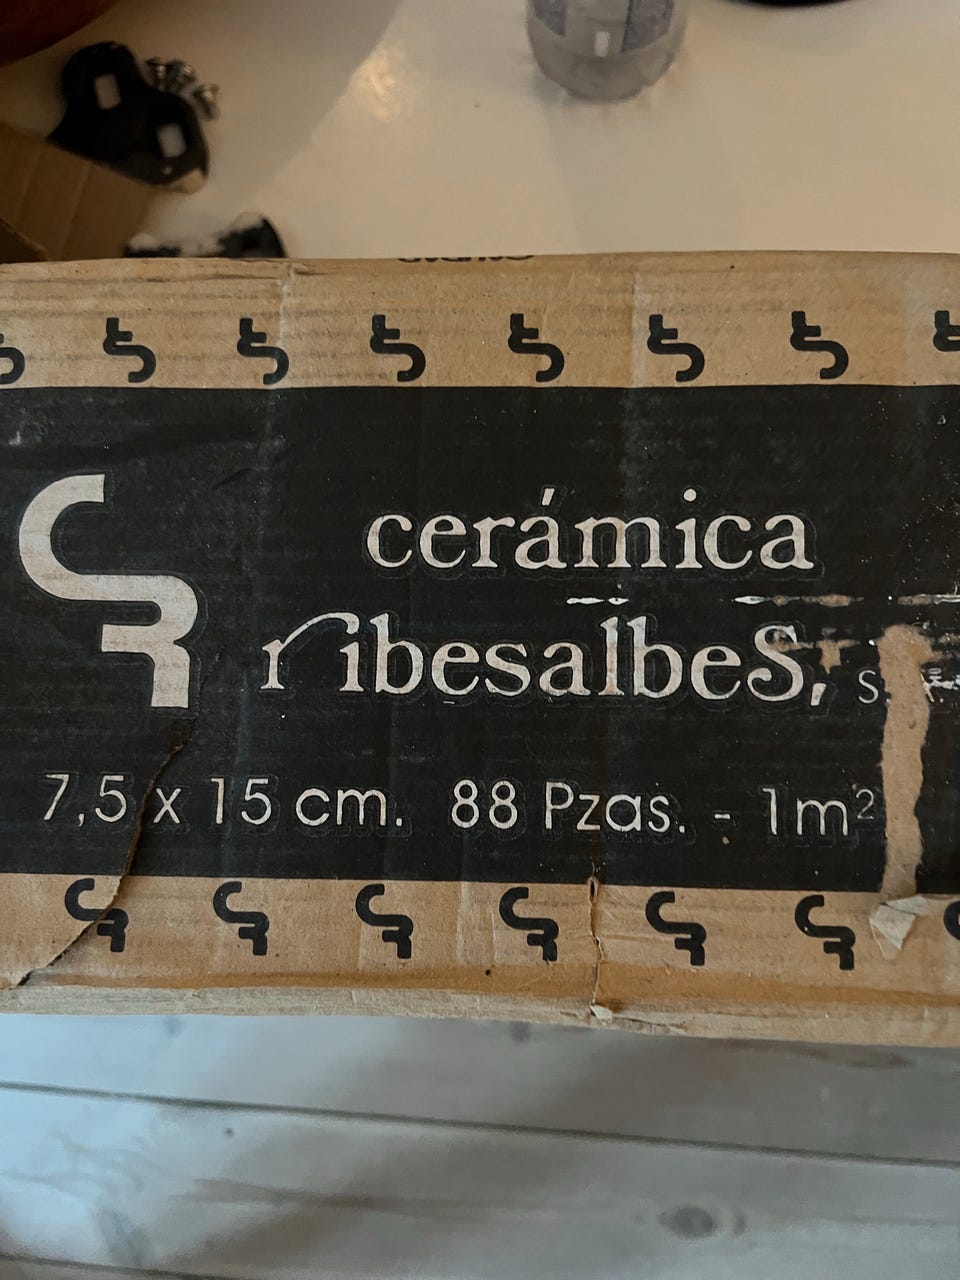 cerámica
ribesalbes, s
7,5 x 15 cm. 88 Pzas. - 1m²